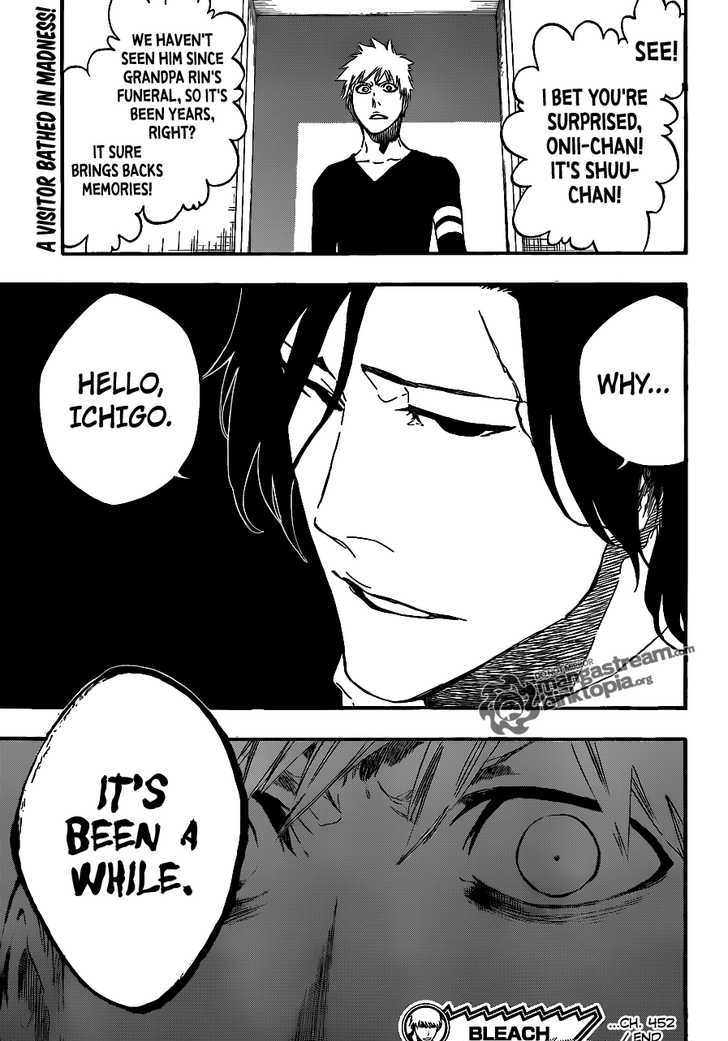 SEE!
I BET YOU'RE
SURPRISED,
ONII-CHAN!
IT'S SHUU-
CHAN!
WE HAVEN'T
SEEN HIM SINCE
GRANDPA RIN'S
FUNERAL, SO IT'S
BEEN YEARS,
RIGHT?
IT SURE
BRINGS BACKS
MEMORIES!
A VISITOR BATHED IN MADNESS!
WHY...
HELLO,
ICHIGO.
mangastream.com
inktopia.org
IT'S
BEEN A
WHILE.
BLEACH
...CH. 452
/ END